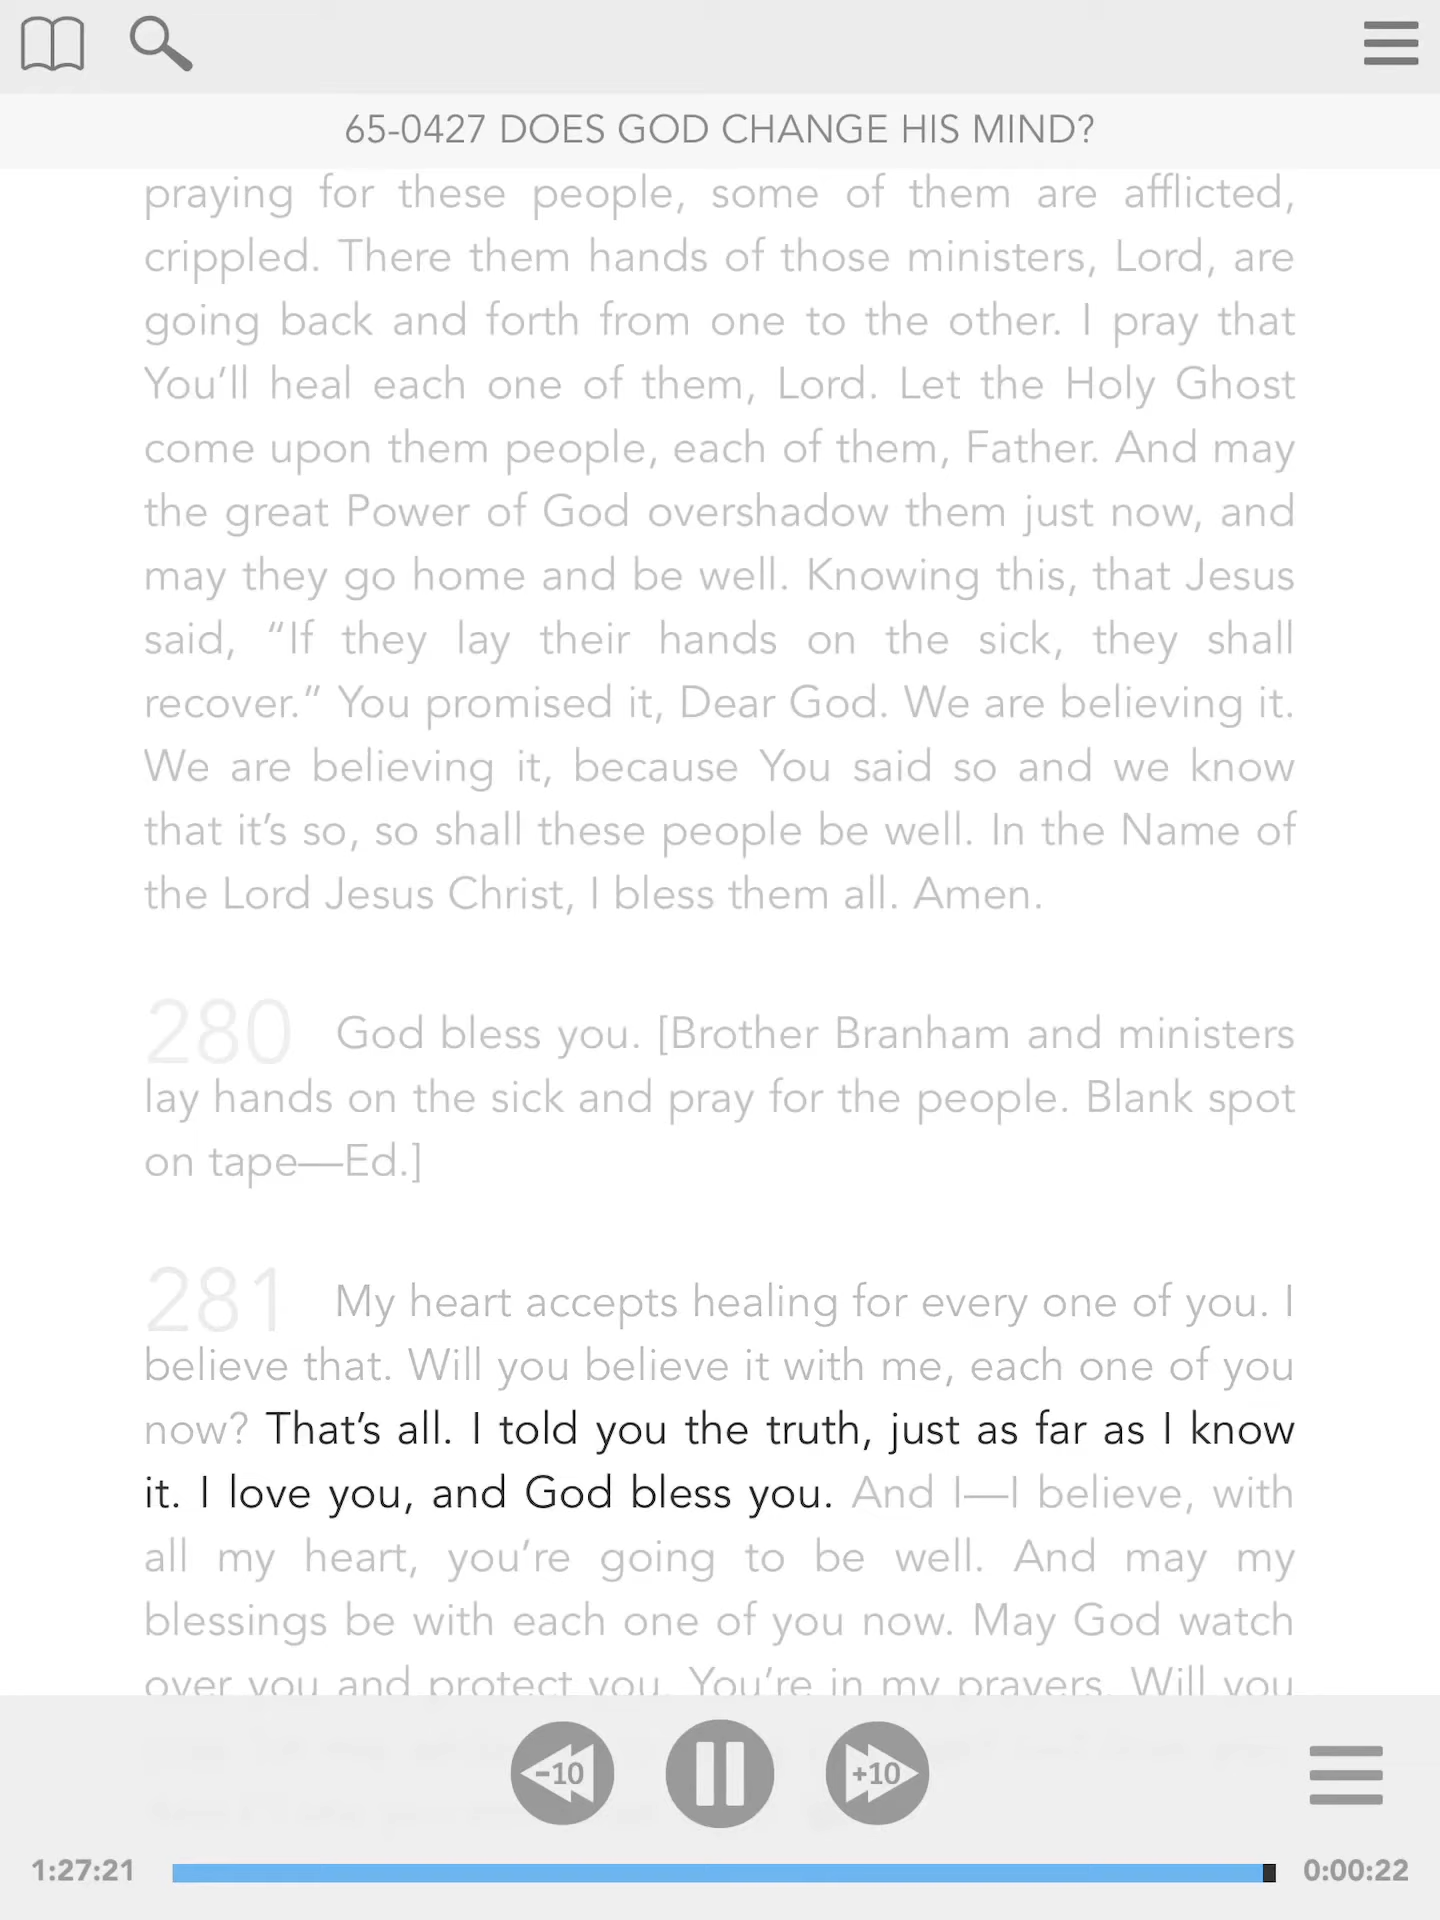 65-0427 DOES GOD CHANGE HIS MIND?
praying for these people, some of them are afflicted,
crippled. There them hands of those ministers, Lord, are
going back and forth from one to the other. I pray that
You’ll heal each one of them, Lord. Let the Holy Ghost
come upon them people, each of them, Father. And may
the great Power of God overshadow them just now, and
may they go home and be well. Knowing this, that Jesus
said, “If they lay their hands on the sick, they shall
recover.” You promised it, Dear God. We are believing it.
We are believing it, because You said so and we know
that it’s so, so shall these people be well. In the Name of
the Lord Jesus Christ, I bless them all. Amen.
280 God bless you. [Brother Branham and ministers
lay hands on the sick and pray for the people. Blank spot
on tape—Ed.]
281 My heart accepts healing for every one of you. I
believe that. Will you believe it with me, each one of you
now? That’s all. I told you the truth, just as far as I know
it. I love you, and God bless you. And I—I believe, with
all my heart, you’re going to be well. And may my
blessings be with each one of you now. May God watch
over you and protect you. You’re in my prayers. Will you
-10 +10
1:27:21 0:00:22